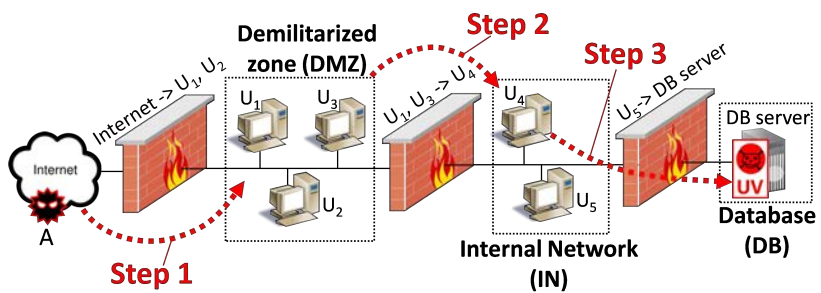 Demilitarized
zone (DMZ)
Step 2
Step 3
Internet -> U1, U2
U1
U3
U1, U3 -> U4
U4
U5-> DB server
DB server
Internet
UV
U2
U5
A
Database
(DB)
Step 1
Internal Network
(IN)